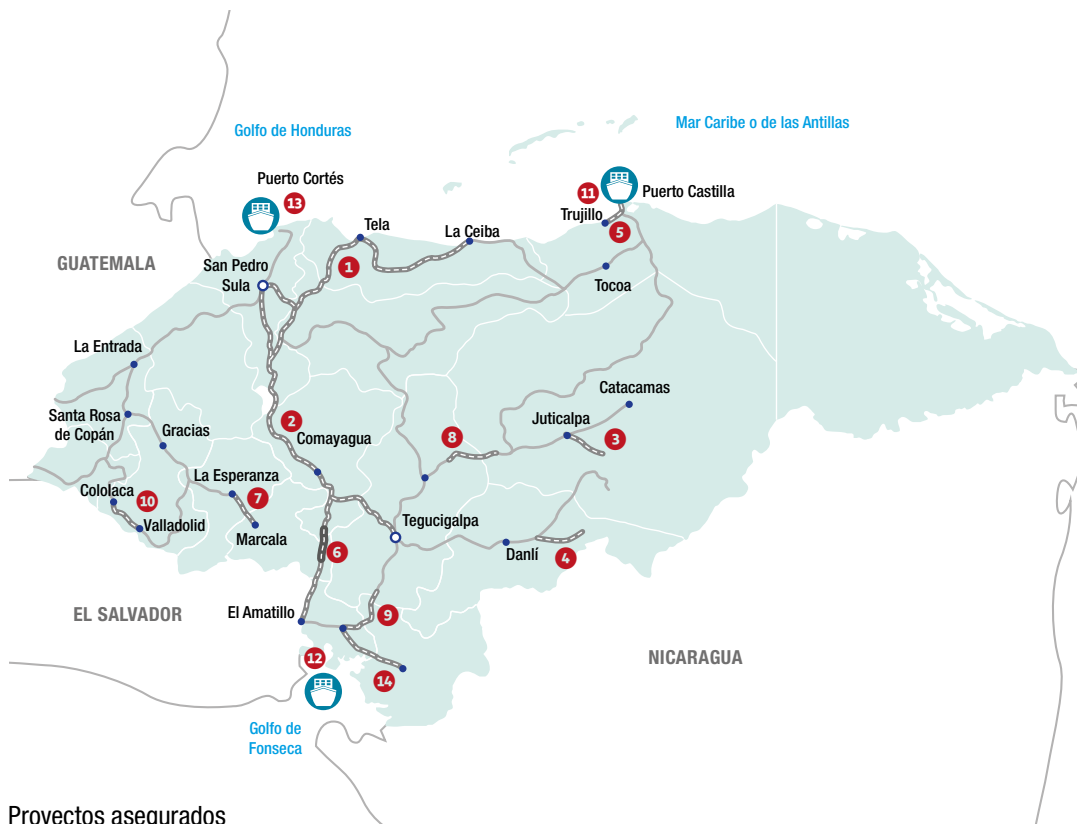 Golfo de Honduras
Mar Caribe o de las Antillas
Puerto Cortés
13
11
Puerto Castilla
Trujillo
5
Tela
La Ceiba
GUATEMALA
San Pedro
Sula
1
Tocoa
La Entrada
Catacamas
Santa Rosa
de Copán
Gracias
2
Comayagua
8
Juticalpa
3
La Esperanza
7
Cololaca
10
Valladolid
Marcala
Tegucigalpa
6
Danlí
4
EL SALVADOR
El Amatillo
9
12
14
NICARAGUA
Golfo de
Fonseca
Proyectos asegurados